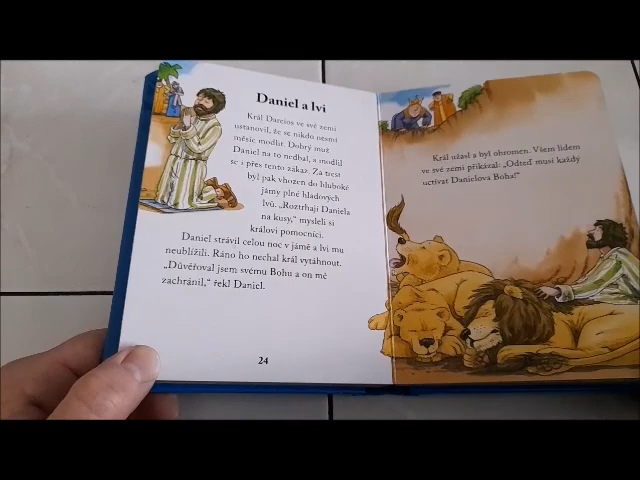 Daniel a lvi
Král Dareios ve své zemi
ustanovil, že se nikdo nesmí
měsíc modlit. Dobrý muž
Daniel na to nedbal, a modlil
se i přes tento zákaz. Za trest
byl pak vhozen do hluboké
jámy plné hladových
lvů. „Roztrhají Daniela
na kusy,“ mysleli si
královi pomocníci.
Daniel strávil celou noc v jámě a lvi mu
neublížili. Ráno ho nechal král vytáhnout.
„Důvěřoval jsem svému Bohu a on mě
zachránil,“ řekl Daniel.
24
Král užasl a byl ohromen. Všem lidem
ve své zemi přikázal: „Odteď musí každý
uctívat Danielova Boha!“